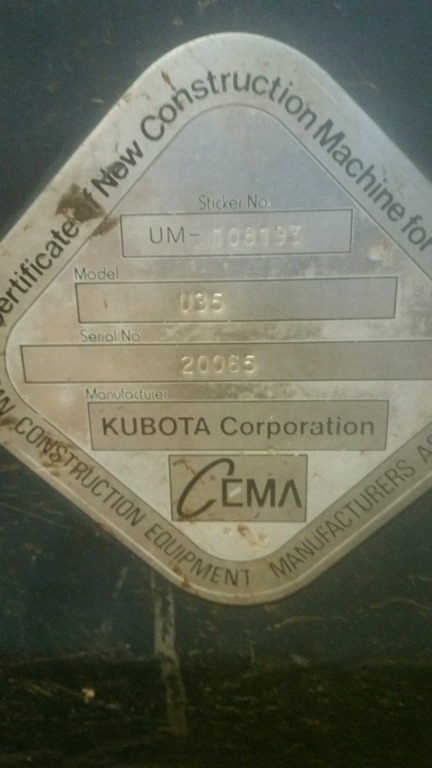 Certificate of New Construction Machine for
Sticker No.
UM- 108193
Model
U35
Serial No.
20065
Manufacturer
KUBOTA Corporation
CEMA
CONSTRUCTION EQUIPMENT MANUFACTURERS